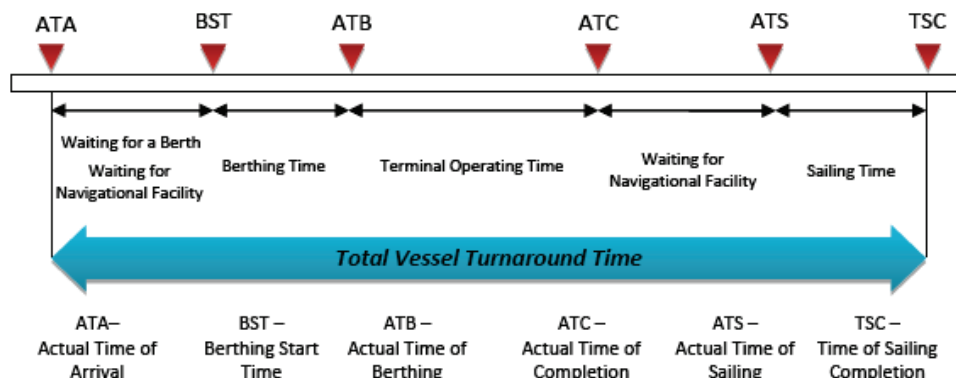 ATA BST ATB ATC ATS TSC
Waiting for a Berth
Waiting for
Navigational Facility
Berthing Time
Terminal Operating Time
Waiting for
Navigational Facility
Sailing Time
Total Vessel Turnaround Time
ATA–
Actual Time of
Arrival
BST –
Berthing Start
Time
ATB –
Actual Time of
Berthing
ATC –
Actual Time of
Completion
ATS –
Actual Time of
Sailing
TSC –
Time of Sailing
Completion